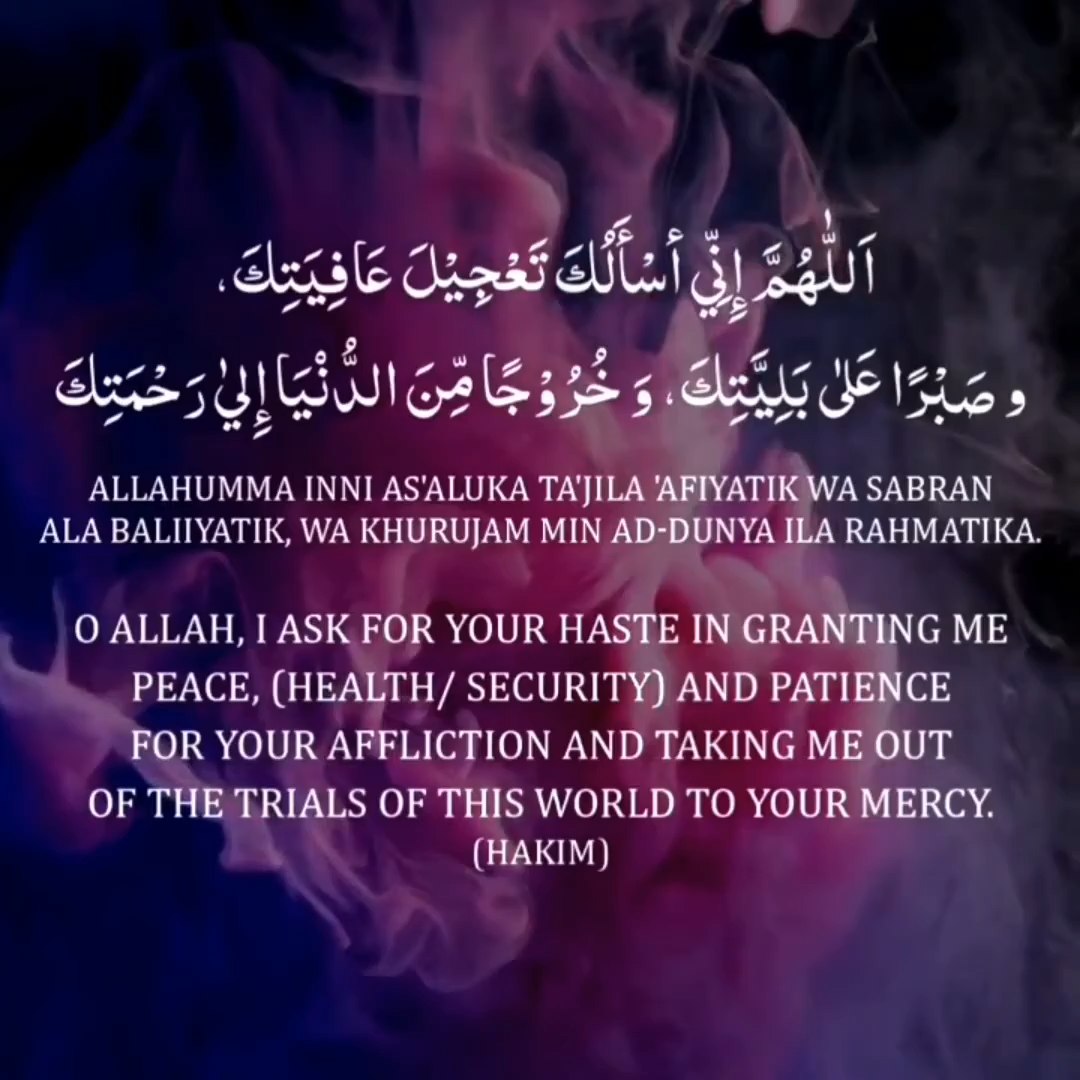 اَللّٰهُمَّ إِنِّي أَسْأَلُكَ تَعْجِيْلَ عَافِيَتِكَ،
و صَبْرًا عَلىٰ بَلِيَّتِكَ، وَ خُرُوْجًا مِّنَ الدُّنْيَا إِليٰ رَحْمَتِكَ
ALLAHUMMA INNI AS'ALUKA TA'JILA 'AFIYATIK WA SABRAN
ALA BALIIYATIK, WA KHURUJAM MIN AD-DUNYA ILA RAHMATIKA.
O ALLAH, I ASK FOR YOUR HASTE IN GRANTING ME
PEACE, (HEALTH/ SECURITY) AND PATIENCE
FOR YOUR AFFLICTION AND TAKING ME OUT
OF THE TRIALS OF THIS WORLD TO YOUR MERCY.
(HAKIM)